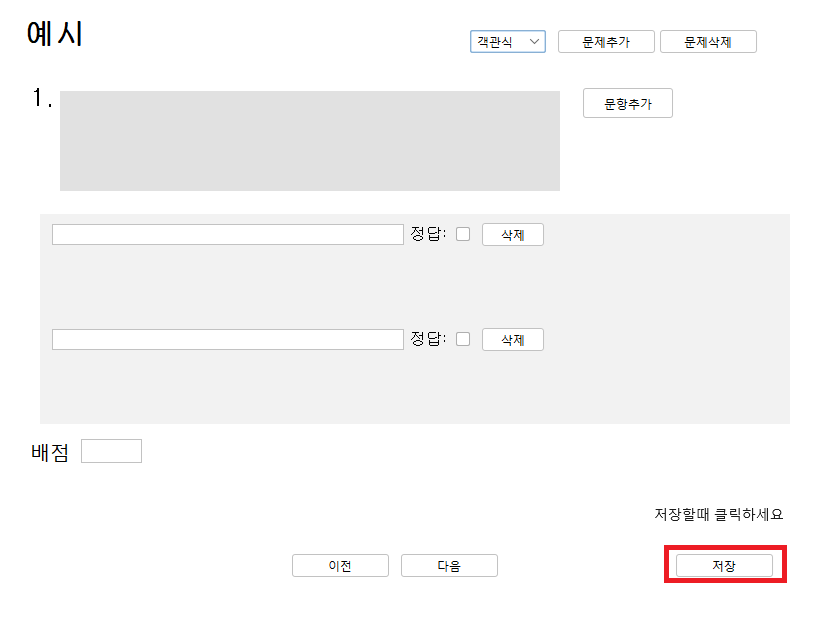 예시
객관식 문제추가 문제삭제
1. 문항추가
정답: 삭제
정답: 삭제
배점
저장할때 클릭하세요
이전 다음 저장